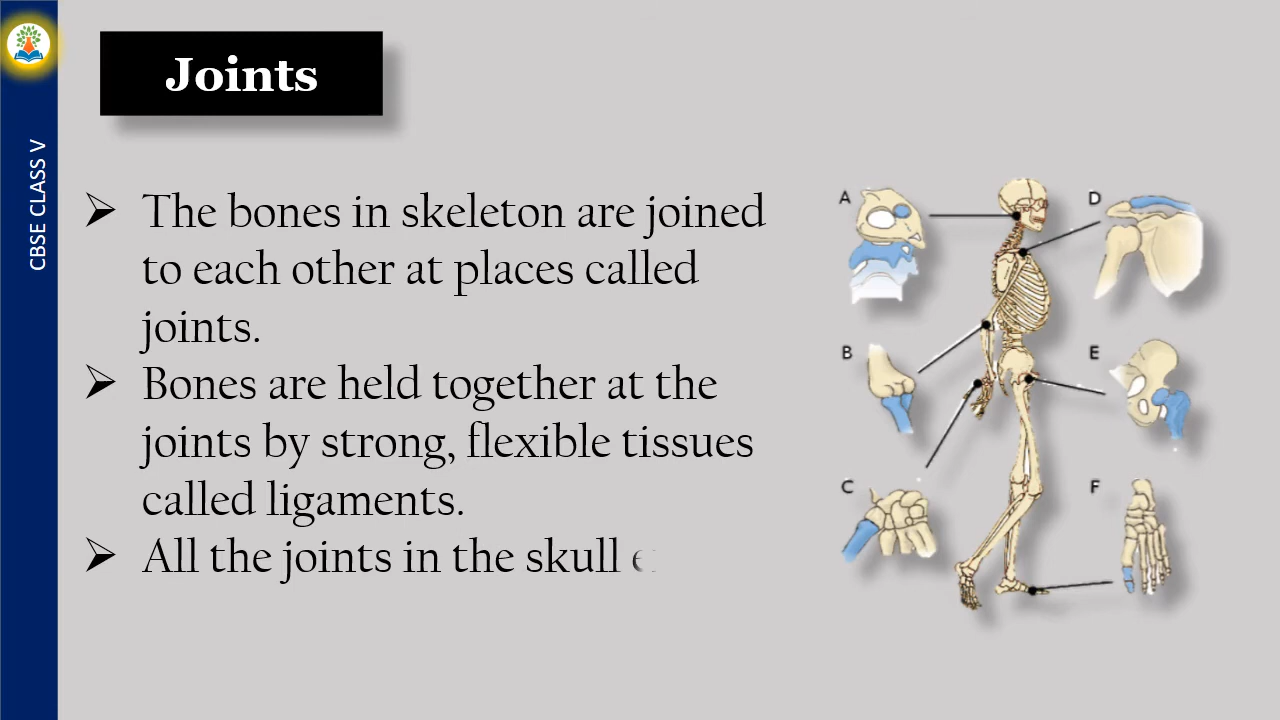 Joints
CBSE CLASS V
➢ The bones in skeleton are joined
to each other at places called
joints.
➢ Bones are held together at the
joints by strong, flexible tissues
called ligaments.
➢ All the joints in the skull
A
D
B
E
C
F